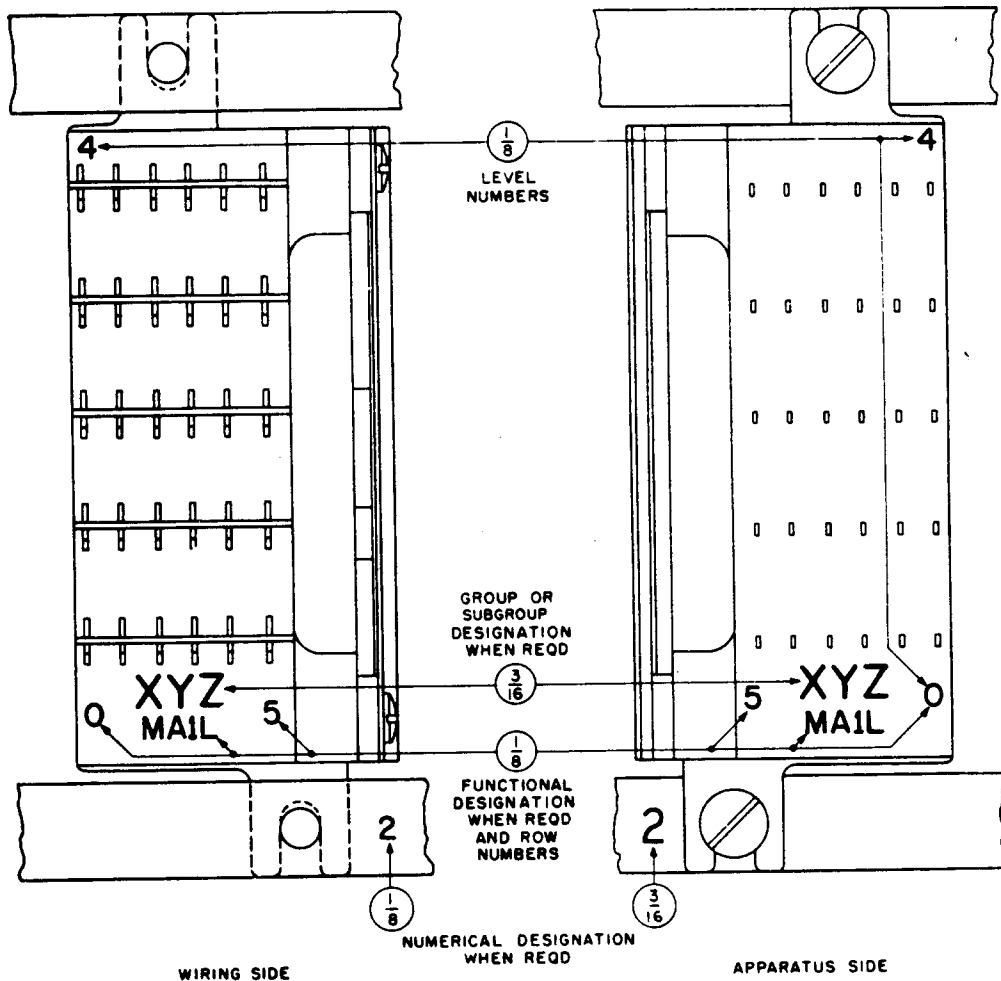 4
1/8
4
LEVEL
NUMBERS
GROUP OR
SUBGROUP
DESIGNATION
WHEN REQD
XYZ
3/16
XYZ
0
MA1L
5
5
MA1L
0
1/8
FUNCTIONAL
DESIGNATION
WHEN REQD
AND ROW
NUMBERS
2
2
1/8
3/16
NUMERICAL DESIGNATION
WHEN REQD
WIRING SIDE
APPARATUS SIDE